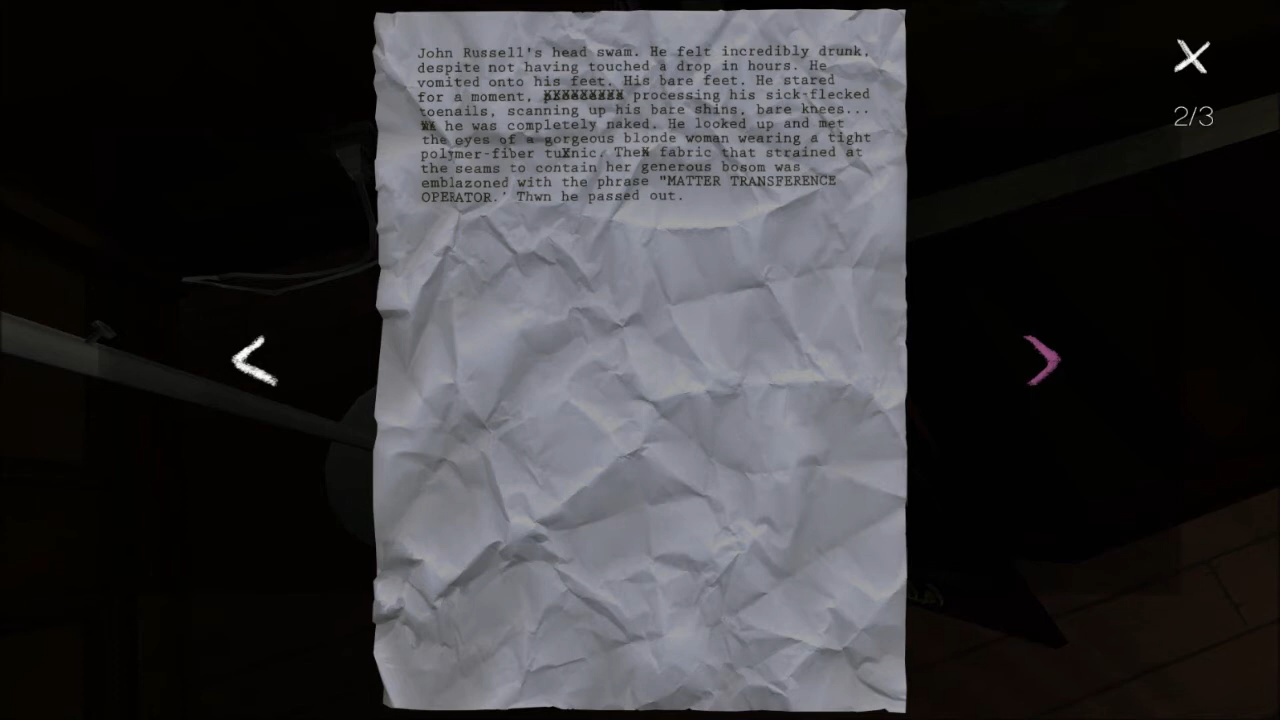 John Russell's head swam. He felt incredibly drunk,
despite not having touched a drop in hours. He
vomited onto his feet. His bare feet. He stared
for a moment, processing his sick-flecked
toenails, scanning up his bare shins, bare knees...
he was completely naked. He looked up and met
the eyes of a gorgeous blonde woman wearing a tight
polymer-fiber tuXnic. TheX fabric that strained at
the seams to contain her generous bosom was
emblazoned with the phrase "MATTER TRANSFERENCE
OPERATOR.' Thwn he passed out.
2/3